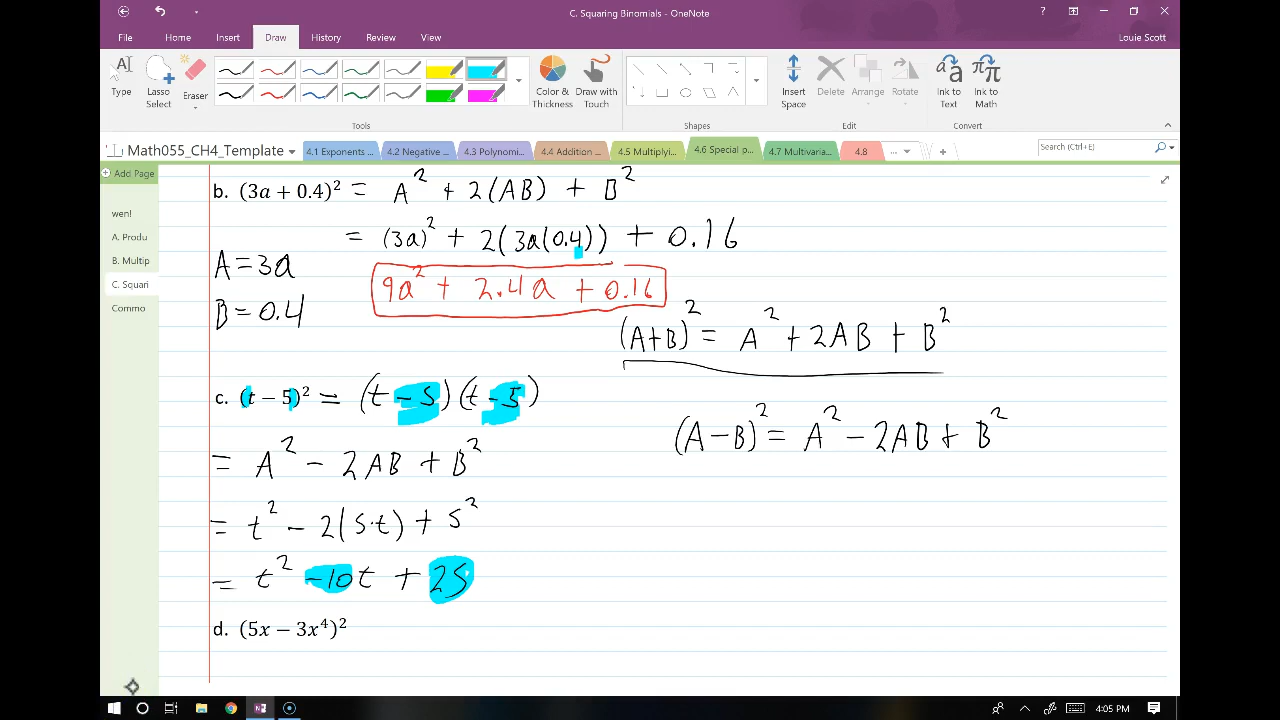 C. Squaring Binomials - OneNote
?
File Home Insert Draw History Review View Louie Scott
Type Lasso Select Eraser Color & Thickness Draw with Touch Insert Space Delete Arrange Rotate Ink to Text Ink to Math
Tools Shapes Edit Convert
Math055_CH4_Template 4.1 Exponents ... 4.2 Negative ... 4.3 Polynomi... 4.4 Addition ... 4.5 Multiplyi... 4.6 Special p... 4.7 Multivaria... 4.8 ... + Search (Ctrl+E)
Add Page
wen!
A. Produ
B. Multip
C. Squari
Commo
b. (3a + 0.4)² = A² + 2(AB) + B²
= (3a)² + 2(3a(0.4)) + 0.16
A = 3a
9a² + 2.4a + 0.16
B = 0.4
(A+B)² = A² + 2AB + B²
c. (t − 5)² = (t − 5)(t − 5)
(A−B)² = A² − 2AB + B²
= A² − 2AB + B²
= t² − 2(5·t) + 5²
= t² −10t + 25
d. (5x − 3x⁴)²
4:05 PM